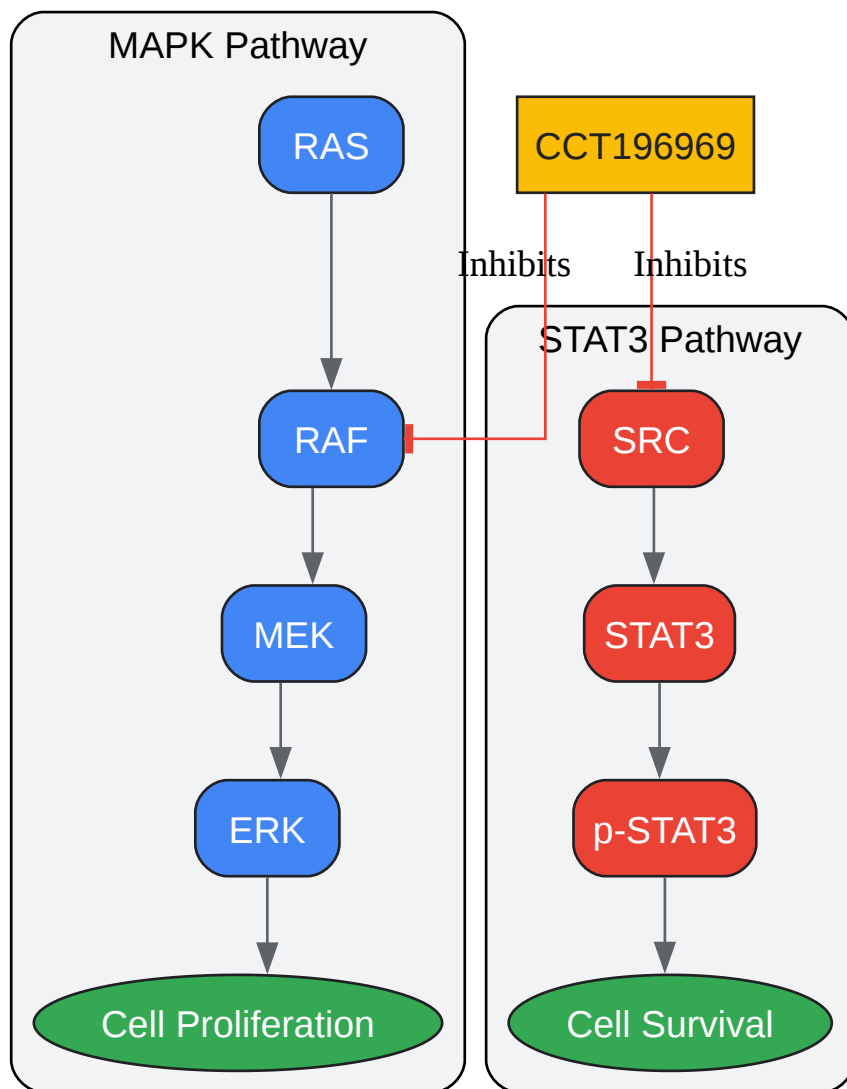 MAPK Pathway
RAS
CCT196969
Inhibits
Inhibits
STAT3 Pathway
RAF
SRC
MEK
STAT3
ERK
p-STAT3
Cell Proliferation
Cell Survival